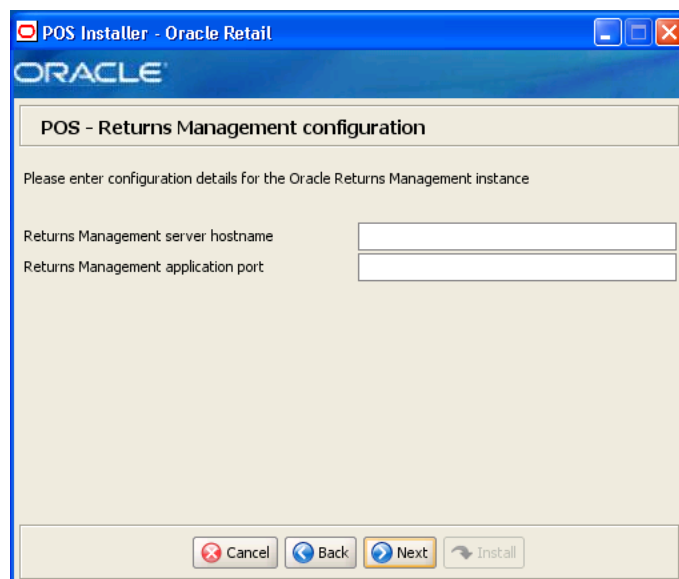 POS Installer - Oracle Retail
ORACLE
POS - Returns Management configuration
Please enter configuration details for the Oracle Returns Management instance
Returns Management server hostname
Returns Management application port
Cancel Back Next Install